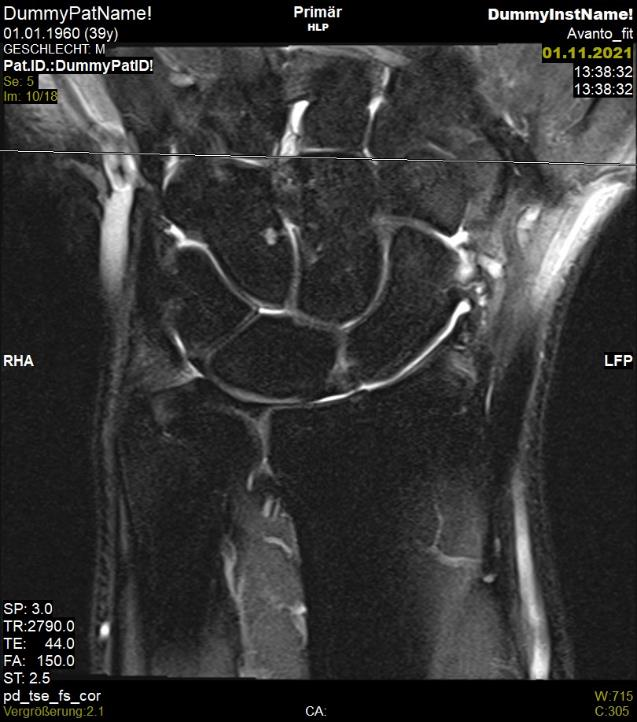 DummyPatName!
01.01.1960 (39y)
GESCHLECHT: M
Pat.ID.:DummyPatID!
Se: 5
Im: 10/18
Primär
HLP
DummyInstName!
Avanto_fit
01.11.2021
13:38:32
13:38:32
RHA
LFP
SP: 3.0
TR:2790.0
TE: 44.0
FA: 150.0
ST: 2.5
pd_tse_fs_cor
Vergrößerung:2.1
CA:
W:715
C:305